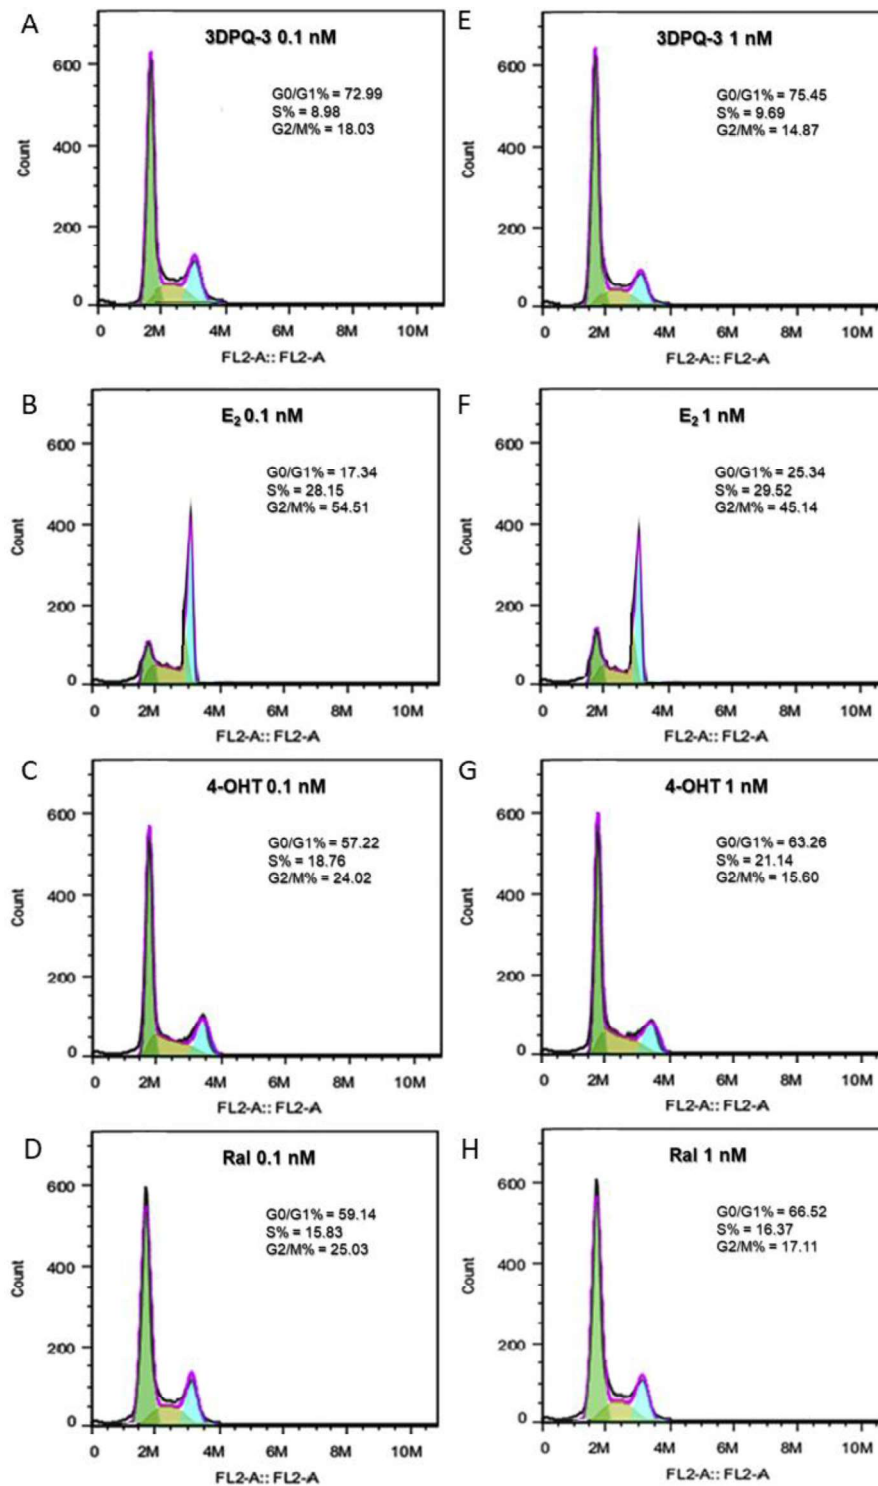 A
3DPQ-3 0.1 nM
G0/G1% = 72.99
S% = 8.98
G2/M% = 18.03
Count
600
400
200
0
0 2M 4M 6M 8M 10M
FL2-A:: FL2-A
E
3DPQ-3 1 nM
G0/G1% = 75.45
S% = 9.69
G2/M% = 14.87
Count
600
400
200
0
0 2M 4M 6M 8M 10M
FL2-A:: FL2-A
B
E₂ 0.1 nM
G0/G1% = 17.34
S% = 28.15
G2/M% = 54.51
Count
600
400
200
0
0 2M 4M 6M 8M 10M
FL2-A:: FL2-A
F
E₂ 1 nM
G0/G1% = 25.34
S% = 29.52
G2/M% = 45.14
Count
600
400
200
0
0 2M 4M 6M 8M 10M
FL2-A:: FL2-A
C
4-OHT 0.1 nM
G0/G1% = 57.22
S% = 18.76
G2/M% = 24.02
Count
600
400
200
0
0 2M 4M 6M 8M 10M
FL2-A:: FL2-A
G
4-OHT 1 nM
G0/G1% = 63.26
S% = 21.14
G2/M% = 15.60
Count
600
400
200
0
0 2M 4M 6M 8M 10M
FL2-A:: FL2-A
D
Ral 0.1 nM
G0/G1% = 59.14
S% = 15.83
G2/M% = 25.03
Count
600
400
200
0
0 2M 4M 6M 8M 10M
FL2-A:: FL2-A
H
Ral 1 nM
G0/G1% = 66.52
S% = 16.37
G2/M% = 17.11
Count
600
400
200
0
0 2M 4M 6M 8M 10M
FL2-A:: FL2-A